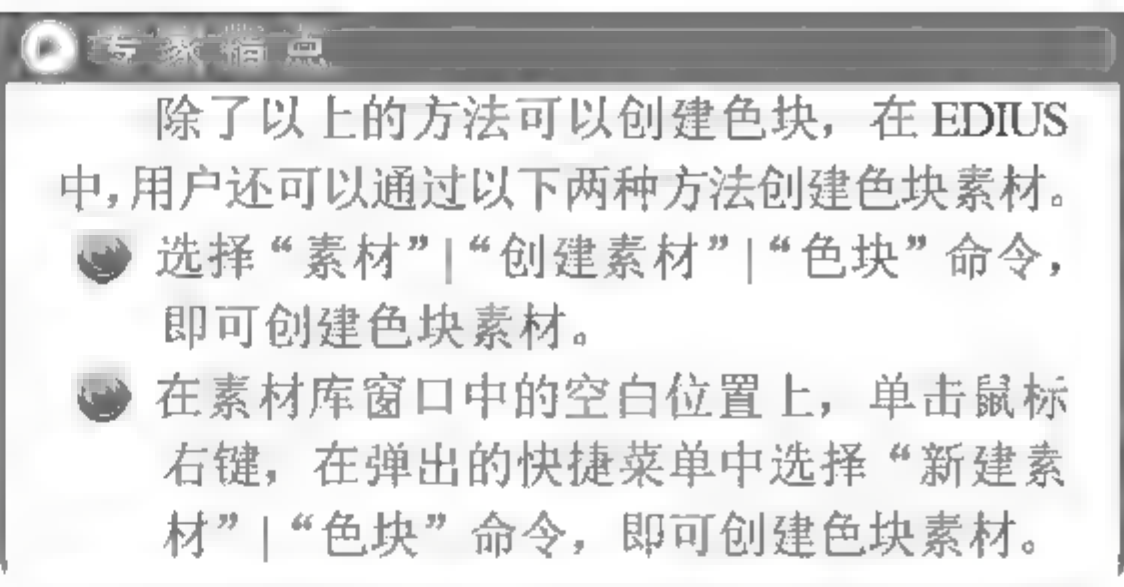 专家指点
除了以上的方法可以创建色块，在 EDIUS
中，用户还可以通过以下两种方法创建色块素材。
选择“素材”|“创建素材”|“色块”命令，
即可创建色块素材。
在素材库窗口中的空白位置上，单击鼠标
右键，在弹出的快捷菜单中选择“新建素
材”|“色块”命令，即可创建色块素材。